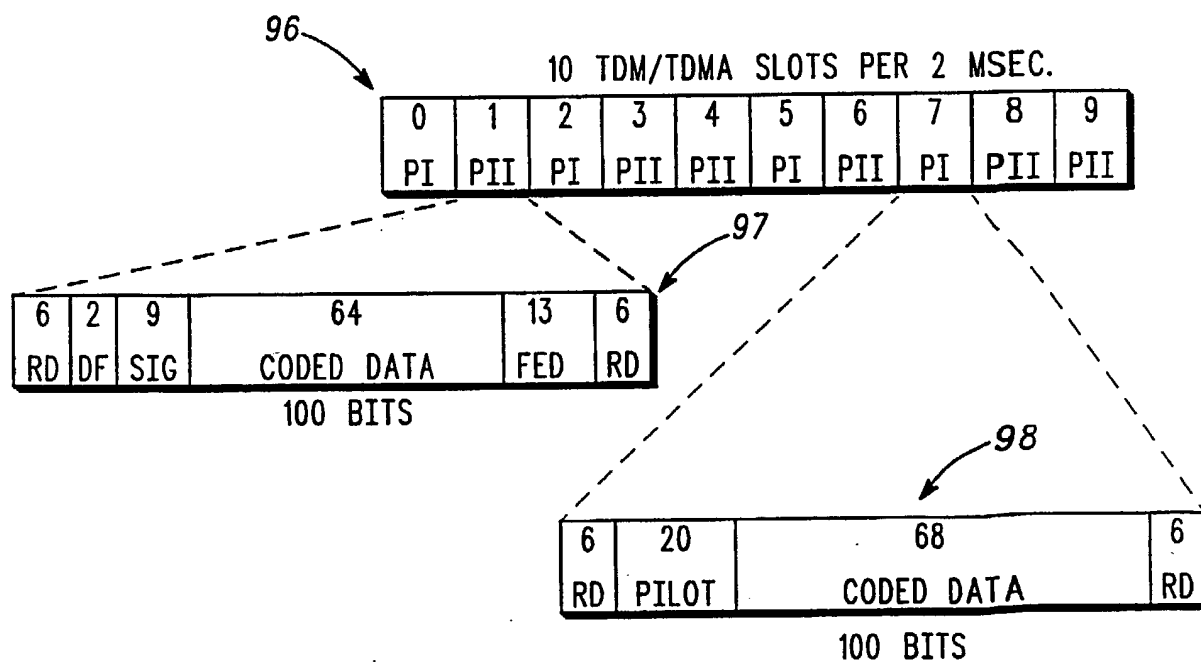 96
10 TDM/TDMA SLOTS PER 2 MSEC.
0 1 2 3 4 5 6 7 8 9
PI PII PI PII PII PI PII PI PII PII
97
6 2 9 64 13 6
RD DF SIG CODED DATA FED RD
100 BITS
98
6 20 68 6
RD PILOT CODED DATA RD
100 BITS